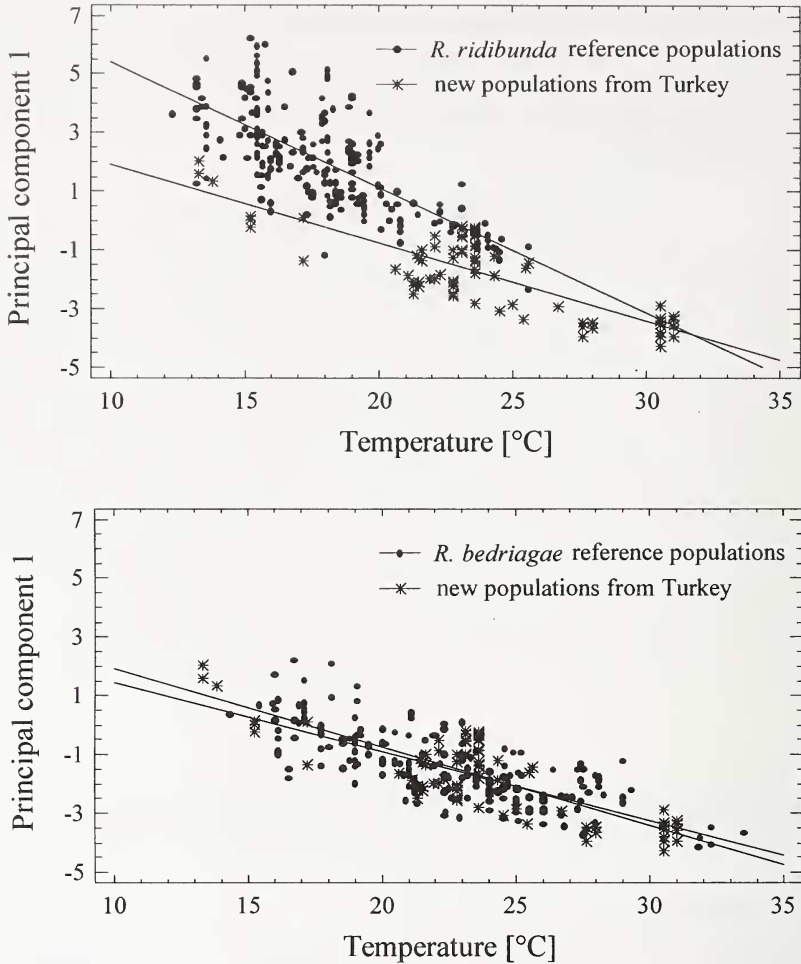 7
5
3
1
-1
-3
-5
Principal component 1
R. ridibunda reference populations
new populations from Turkey
10 15 20 25 30 35
Temperature [°C]
7
5
3
1
-1
-3
-5
Principal component 1
R. bedriagae reference populations
new populations from Turkey
10 15 20 25 30 35
Temperature [°C]